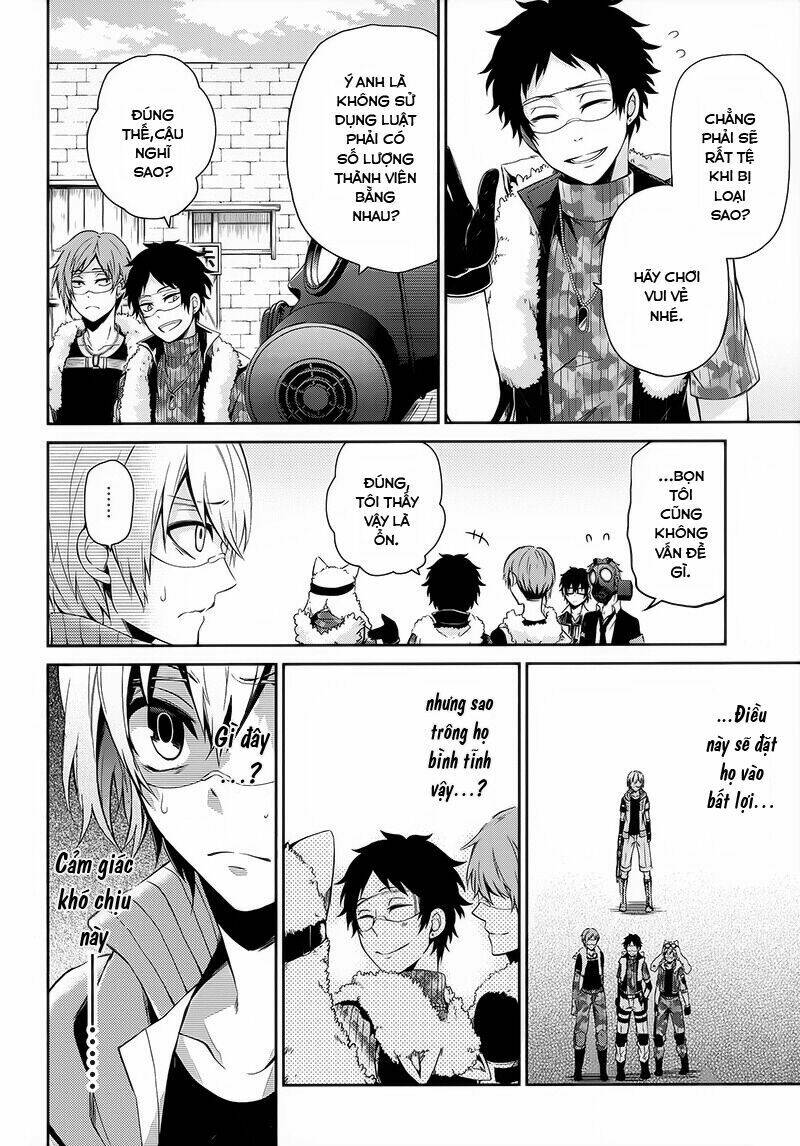 CHẲNG
PHẢI SẼ
RẤT TỆ
KHI BỊ
LOẠI
SAO?
HÃY CHƠI
VUI VẺ
NHÉ.
Ý ANH LÀ
KHÔNG SỬ
DỤNG LUẬT
PHẢI CÓ
SỐ LƯỢNG
THÀNH VIÊN
BẰNG
NHAU?
ĐÚNG
THẾ,CẬU
NGHĨ
SAO?
...BỌN
TÔI
CŨNG
KHÔNG
VẤN ĐỀ
GÌ.
ĐÚNG,
TÔI THẤY
VẬY LÀ
ỔN.
......
...Điều
này sẽ đặt
họ vào
bất lợi...
nhưng sao
trông họ
bình tĩnh
vậy...?
Gì đây
....?
Cảm giác
khó chịu
này